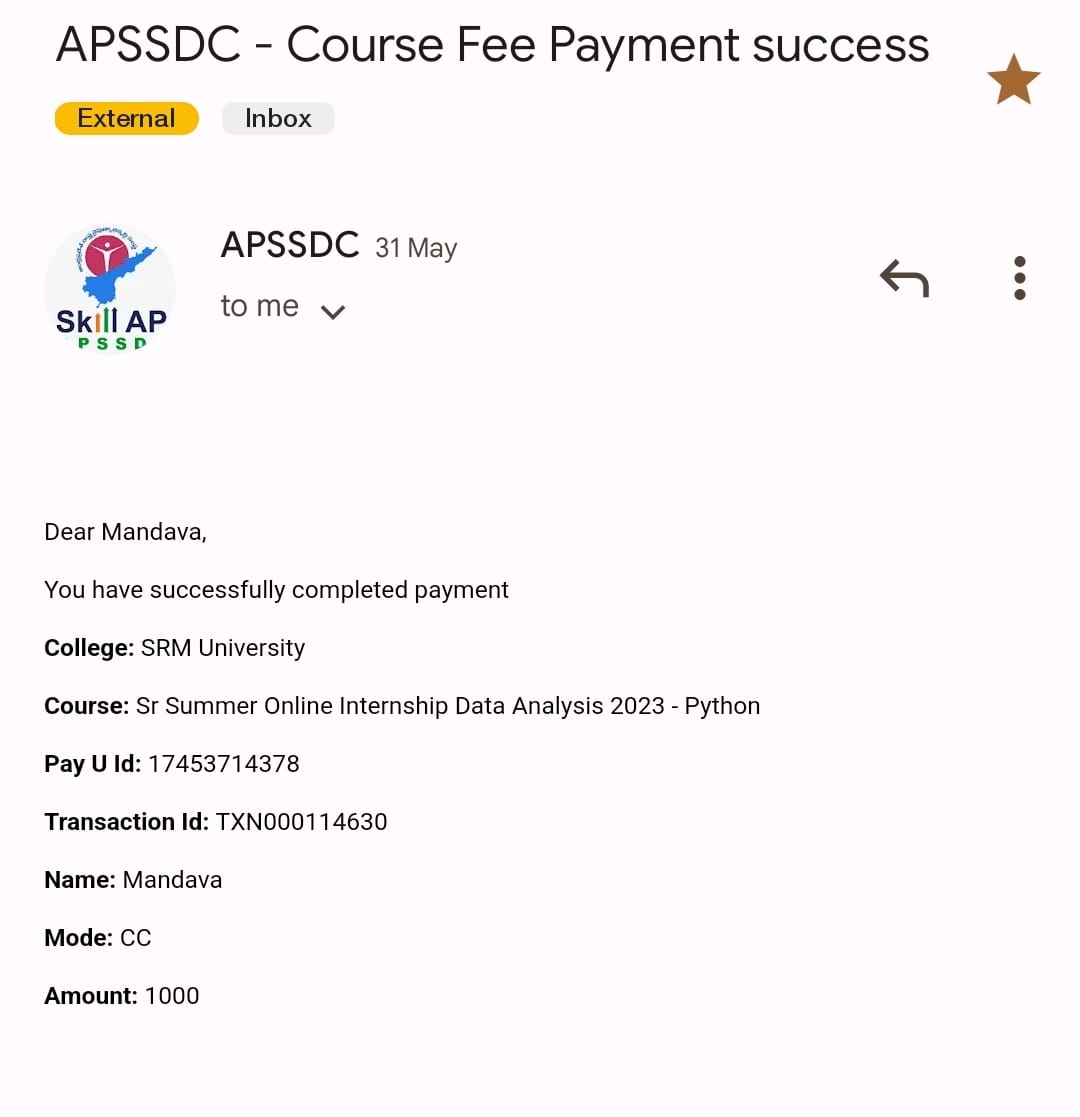 APSSDC - Course Fee Payment success
External Inbox
APSSDC 31 May
to me
Skill AP
P S S D
Dear Mandava,
You have successfully completed payment
College: SRM University
Course: Sr Summer Online Internship Data Analysis 2023 - Python
Pay U Id: 17453714378
Transaction Id: TXN000114630
Name: Mandava
Mode: CC
Amount: 1000